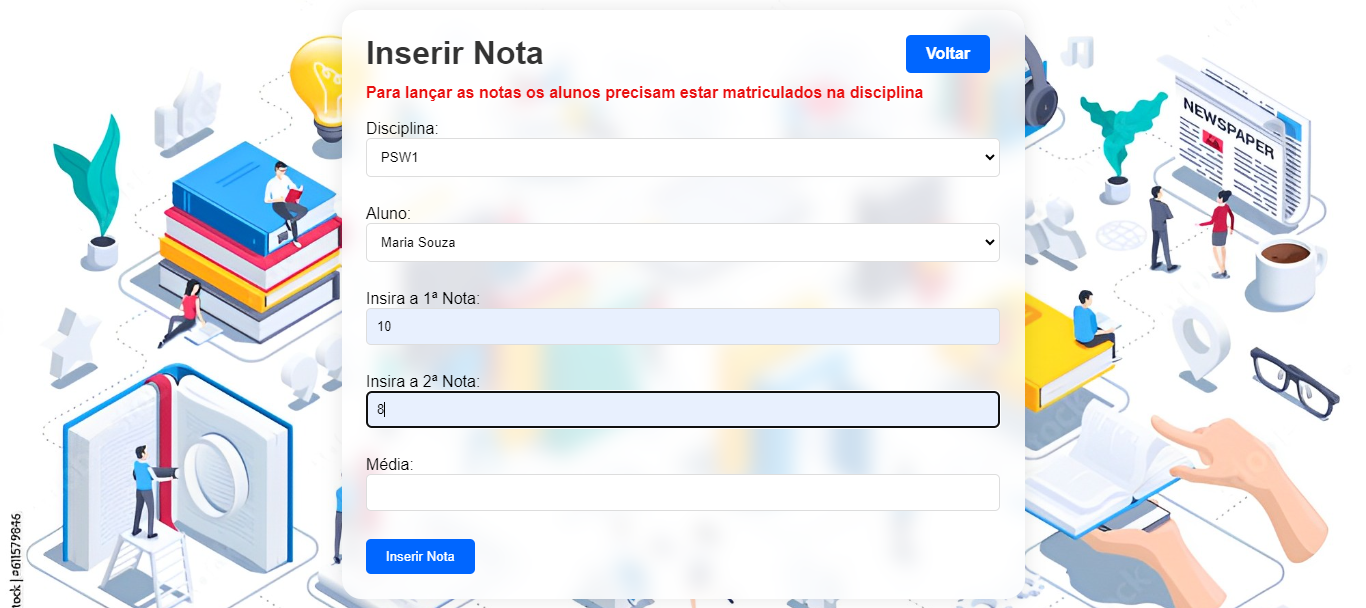 Inserir Nota
Voltar
Para lançar as notas os alunos precisam estar matriculados na disciplina
Disciplina:
PSW1
Aluno:
Maria Souza
Insira a 1ª Nota:
10
Insira a 2ª Nota:
8
Média:
Inserir Nota
NEWSPAPER
tock | #611579846